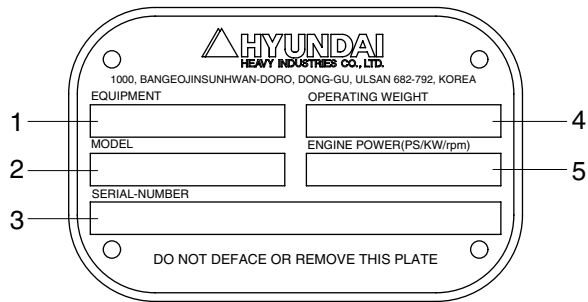 HYUNDAI
HEAVY INDUSTRIES CO., LTD.
1000, BANGEOJINSUNHWAN-DORO, DONG-GU, ULSAN 682-792, KOREA
EQUIPMENT OPERATING WEIGHT
1 4
MODEL ENGINE POWER(PS/KW/rpm)
2 5
SERIAL-NUMBER
3
DO NOT DEFACE OR REMOVE THIS PLATE